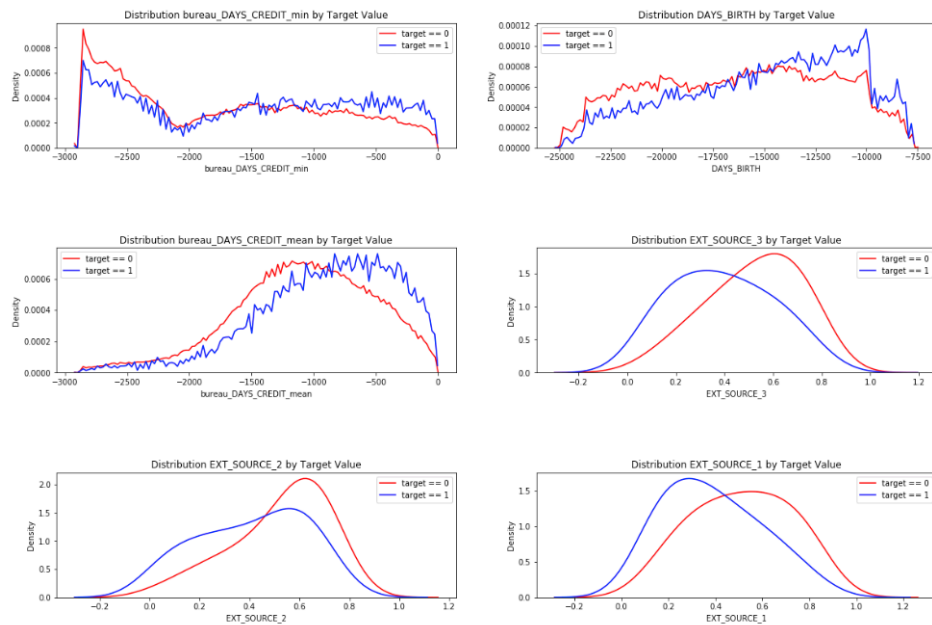 Distribution bureau_DAYS_CREDIT_min by Target Value
target == 0
target == 1
Density
0.0008
0.0006
0.0004
0.0002
0.0000
−3000 −2500 −2000 −1500 −1000 −500 0
bureau_DAYS_CREDIT_min
Distribution DAYS_BIRTH by Target Value
target == 0
target == 1
Density
0.00012
0.00010
0.00008
0.00006
0.00004
0.00002
0.00000
−25000 −22500 −20000 −17500 −15000 −12500 −10000 −7500
DAYS_BIRTH
Distribution bureau_DAYS_CREDIT_mean by Target Value
target == 0
target == 1
Density
0.0006
0.0004
0.0002
0.0000
−3000 −2500 −2000 −1500 −1000 −500 0
bureau_DAYS_CREDIT_mean
Distribution EXT_SOURCE_3 by Target Value
target == 0
target == 1
Density
1.5
1.0
0.5
0.0
−0.2 0.0 0.2 0.4 0.6 0.8 1.0 1.2
EXT_SOURCE_3
Distribution EXT_SOURCE_2 by Target Value
target == 0
target == 1
Density
2.0
1.5
1.0
0.5
0.0
−0.2 0.0 0.2 0.4 0.6 0.8 1.0 1.2
EXT_SOURCE_2
Distribution EXT_SOURCE_1 by Target Value
target == 0
target == 1
Density
1.5
1.0
0.5
0.0
−0.2 0.0 0.2 0.4 0.6 0.8 1.0 1.2
EXT_SOURCE_1